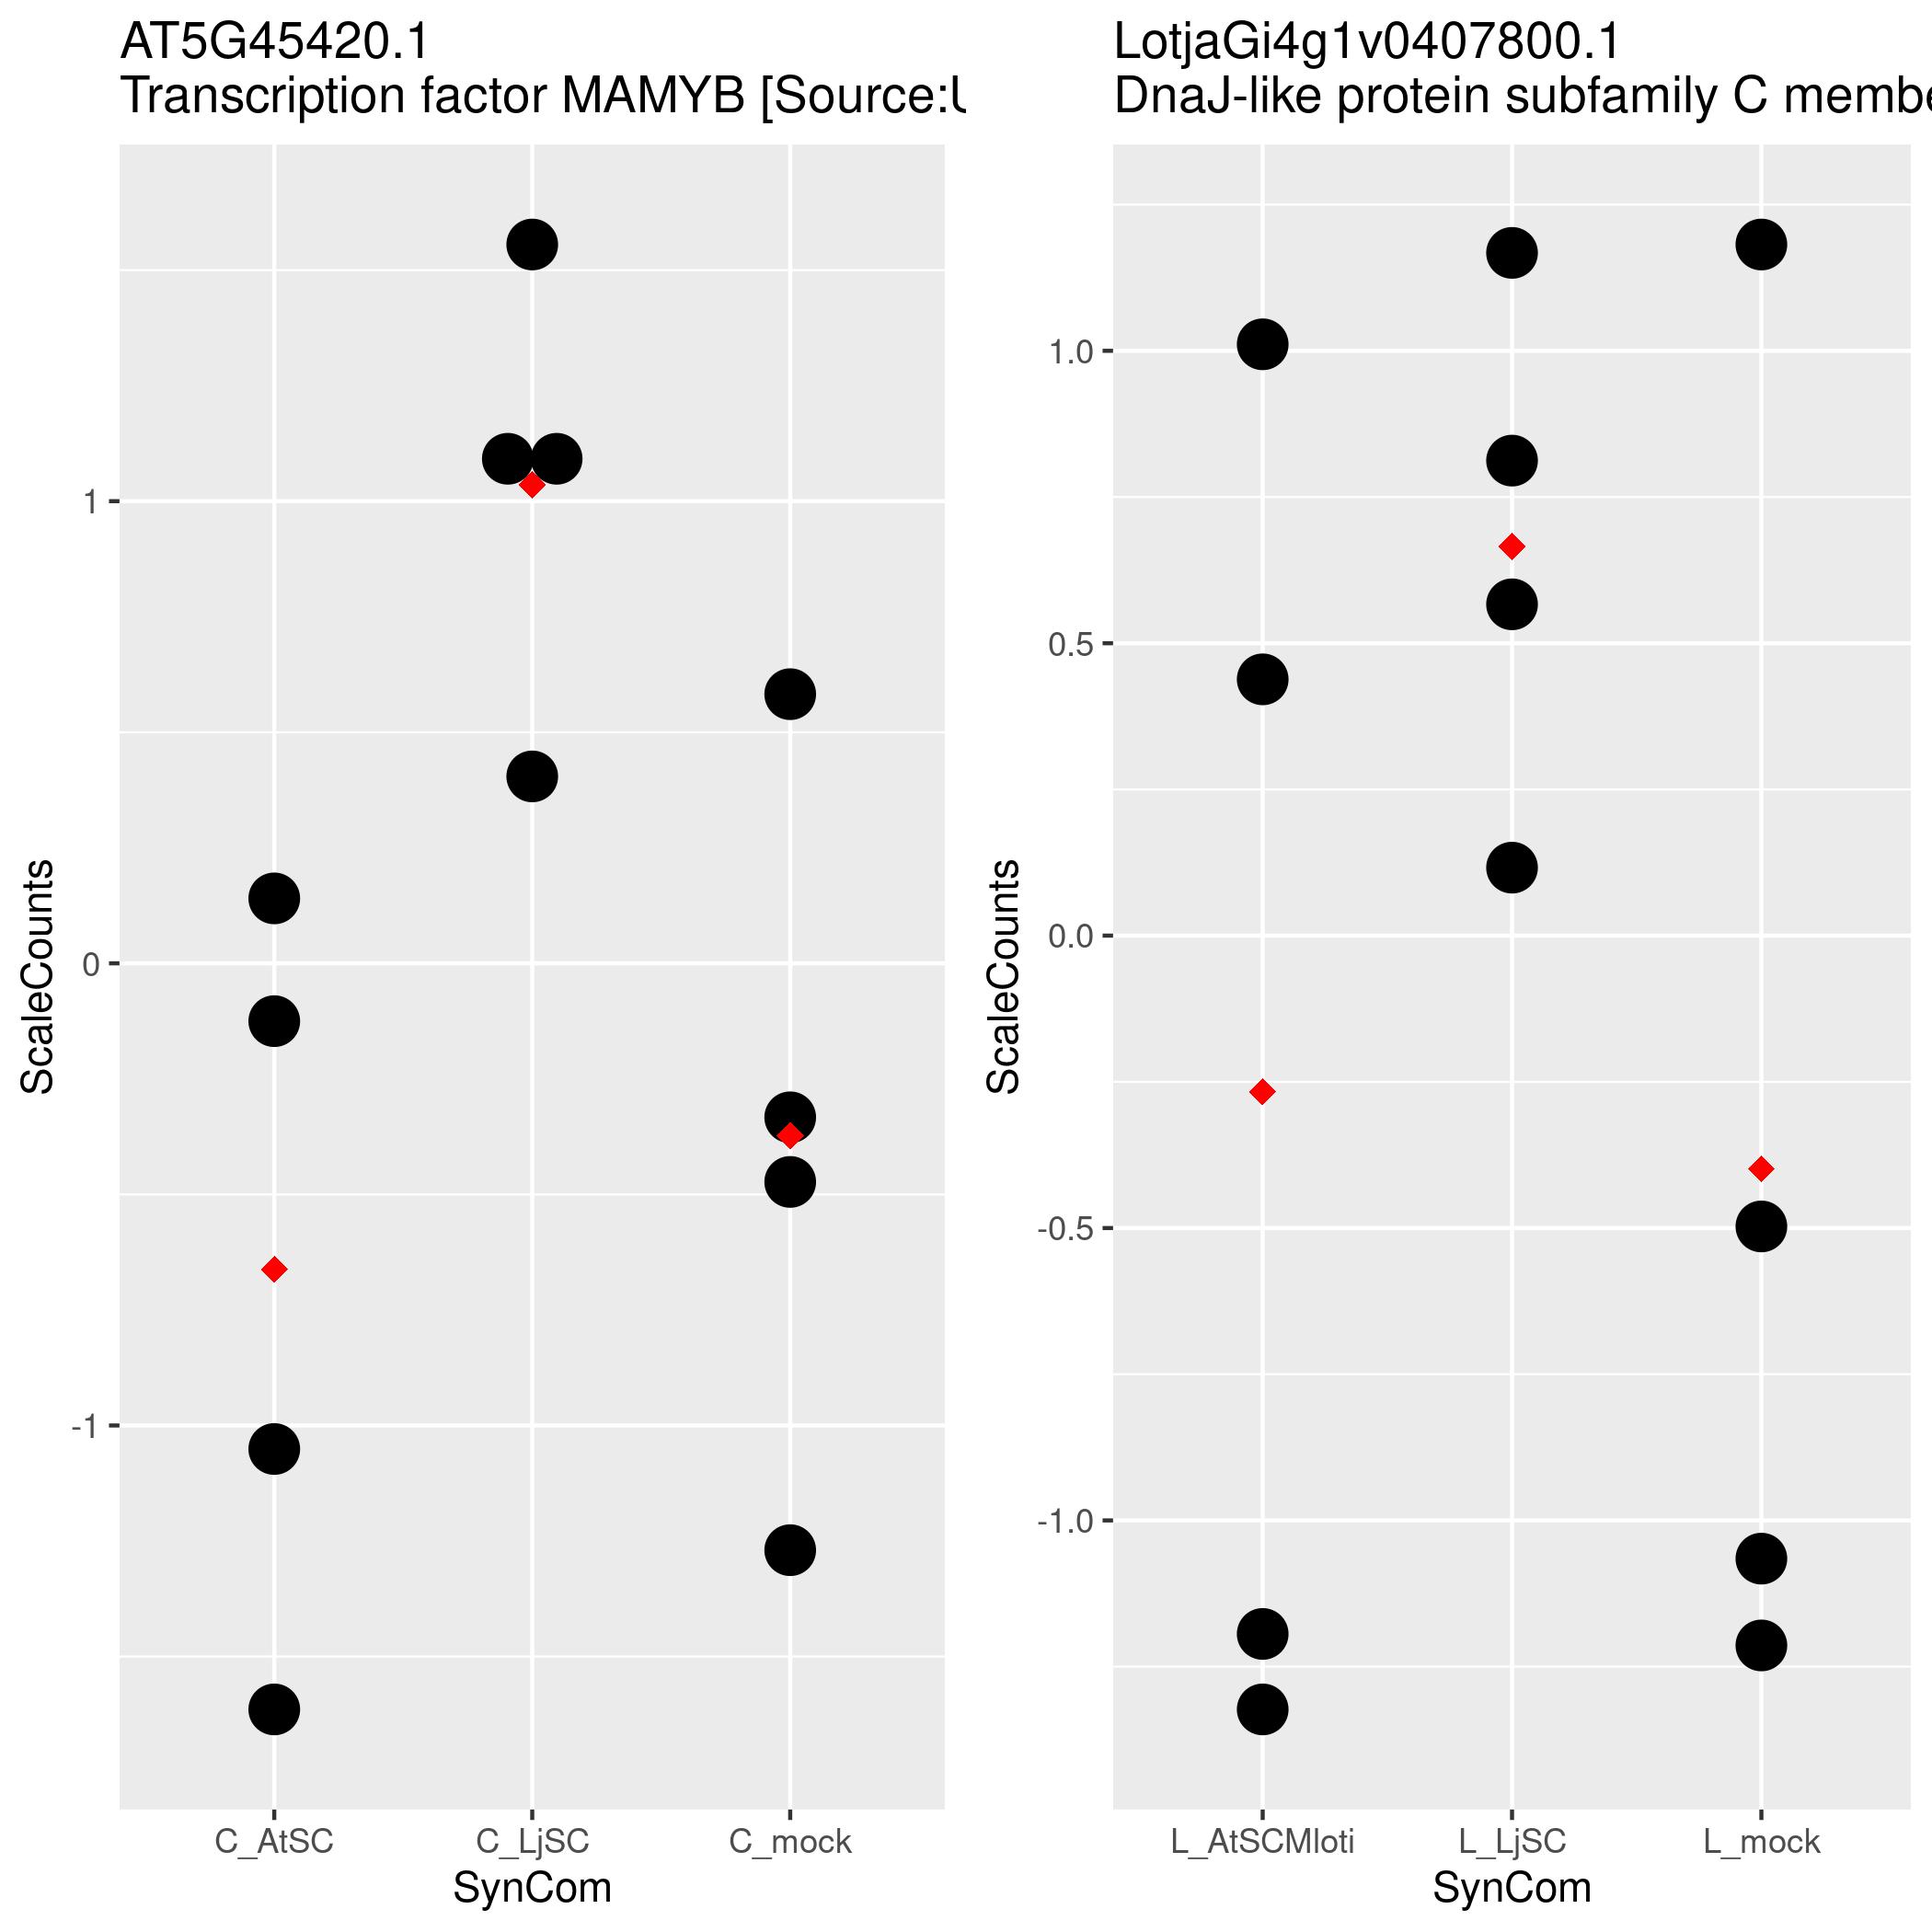 AT5G45420.1
Transcription factor MAMYB [Source:
LotjaGi4g1v0407800.1
DnaJ-like protein subfamily C
ScaleCounts
1
0
-1
C_AtSC
C_LjSC
C_mock
SynCom
ScaleCounts
1.0
0.5
0.0
-0.5
-1.0
L_AtSCMloti
L_LjSC
L_mock
SynCom